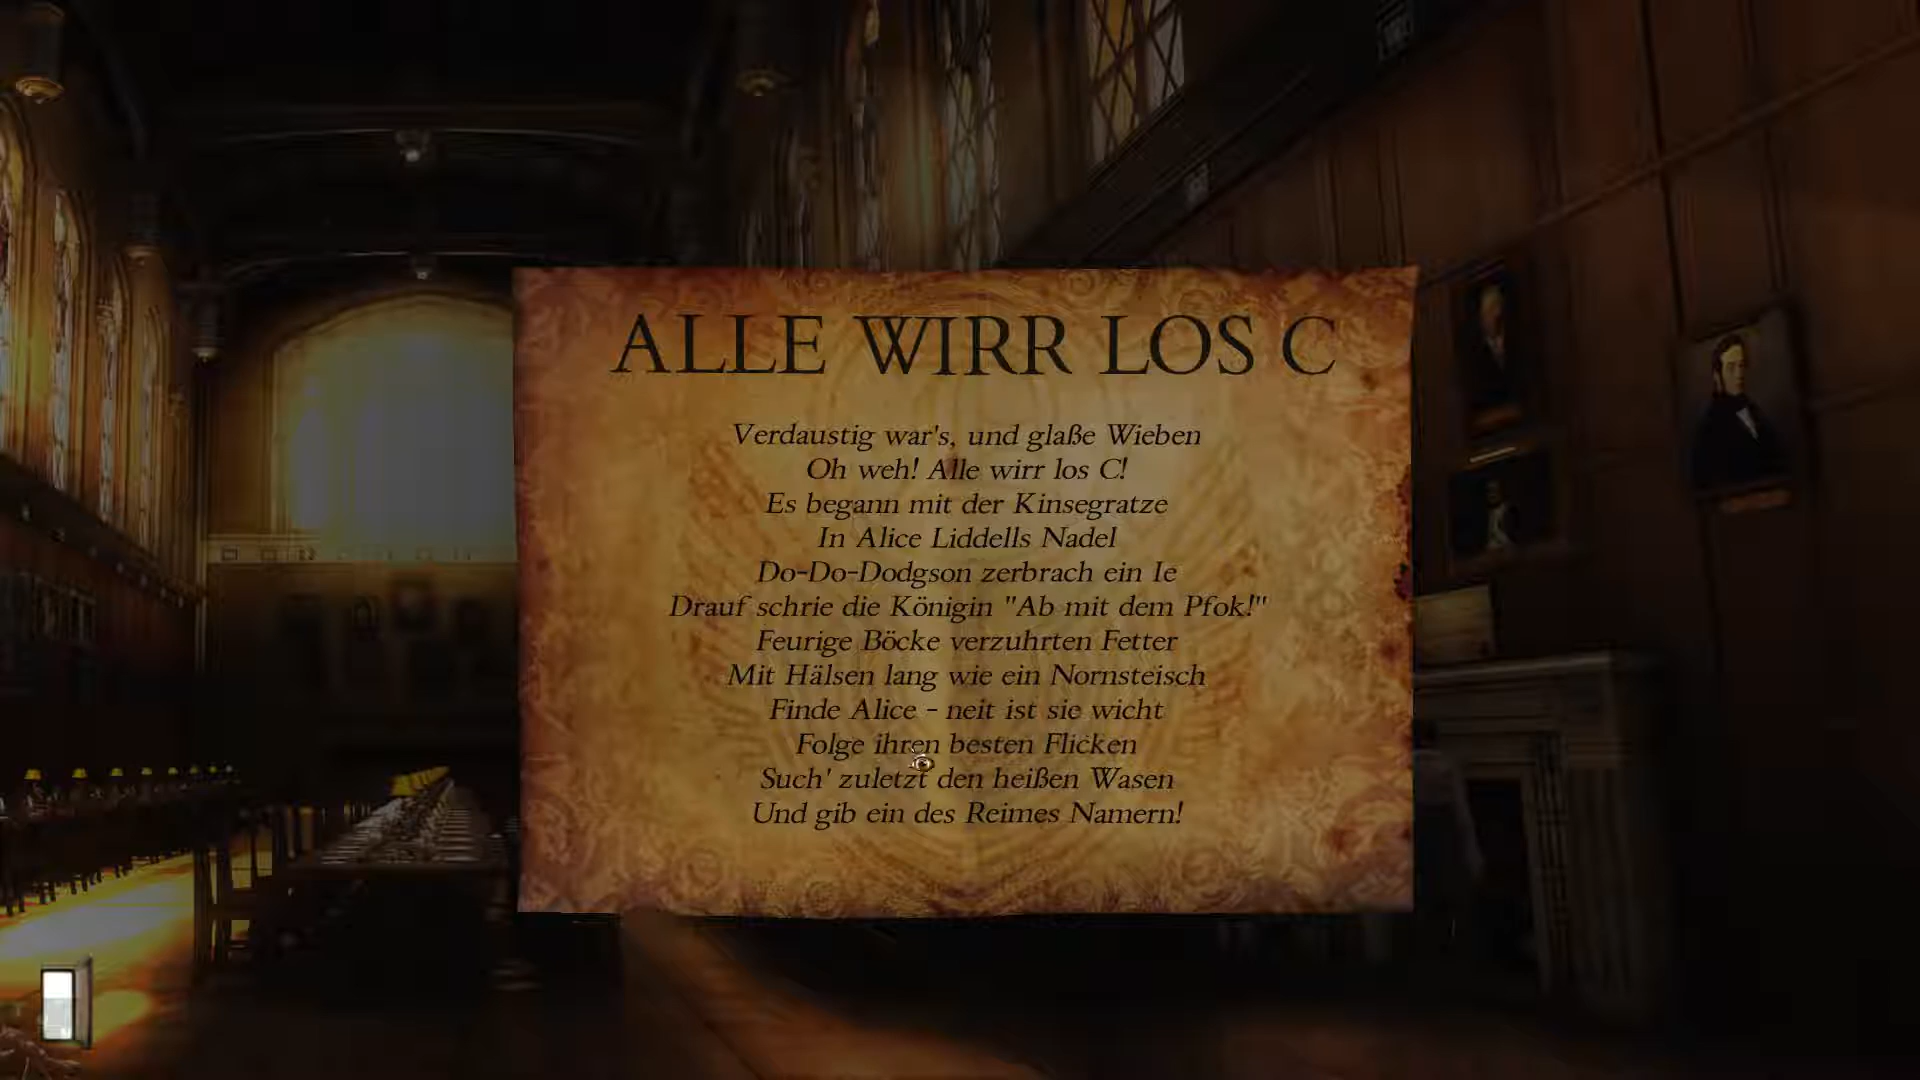 ALLE WIRR LOS C
Verdaustig war's, und glaße Wieben
Oh weh! Alle wirr los C!
Es begann mit der Kinsegratze
In Alice Liddells Nadel
Do-Do-Dodgson zerbrach ein Ie
Drauf schrie die Königin "Ab mit dem Pfok!"
Feurige Böcke verzuhrten Fetter
Mit Hälsen lang wie ein Nornsteisch
Finde Alice - neit ist sie wicht
Folge ihren besten Flicken
Such' zuletzt den heißen Wasen
Und gib ein des Reimes Namern!